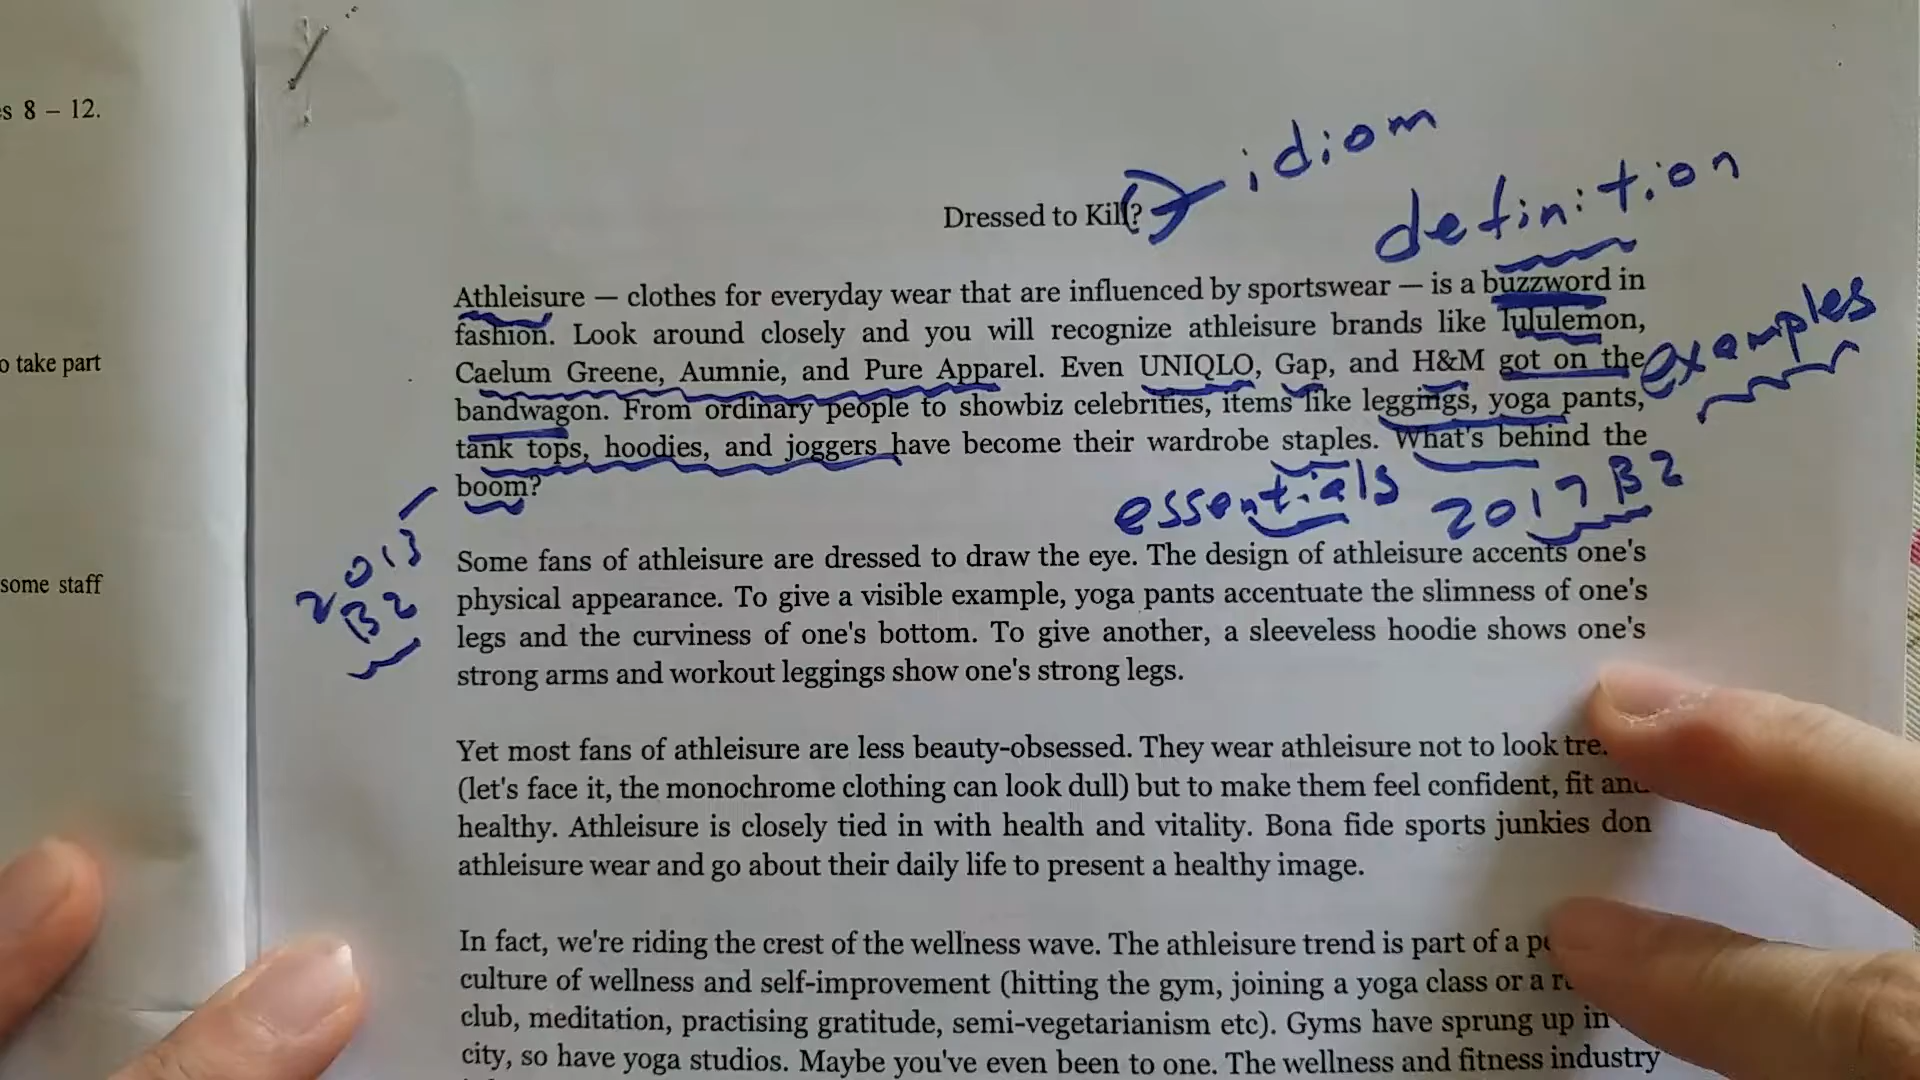 s 8 – 12.
o take part
some staff
idiom
definition
Dressed to Kill?
Athleisure — clothes for everyday wear that are influenced by sportswear — is a buzzword in
fashion. Look around closely and you will recognize athleisure brands like lululemon,
examples
Caelum Greene, Aumnie, and Pure Apparel. Even UNIQLO, Gap, and H&M got on the
bandwagon. From ordinary people to showbiz celebrities, items like leggings, yoga pants,
tank tops, hoodies, and joggers have become their wardrobe staples. What's behind the
boom?
essentials
2017 B2
2013
B2
Some fans of athleisure are dressed to draw the eye. The design of athleisure accents one's
physical appearance. To give a visible example, yoga pants accentuate the slimness of one's
legs and the curviness of one's bottom. To give another, a sleeveless hoodie shows one's
strong arms and workout leggings show one's strong legs.
Yet most fans of athleisure are less beauty-obsessed. They wear athleisure not to look
(let's face it, the monochrome clothing can look dull) but to make them feel confident, fit and
healthy. Athleisure is closely tied in with health and vitality. Bona fide sports junkies don
athleisure wear and go about their daily life to present a healthy image.
In fact, we're riding the crest of the wellness wave. The athleisure trend is part of a
culture of wellness and self-improvement (hitting the gym, joining a yoga class or a
club, meditation, practising gratitude, semi-vegetarianism etc). Gyms have sprung up in
city, so have yoga studios. Maybe you've even been to one. The wellness and fitness industry